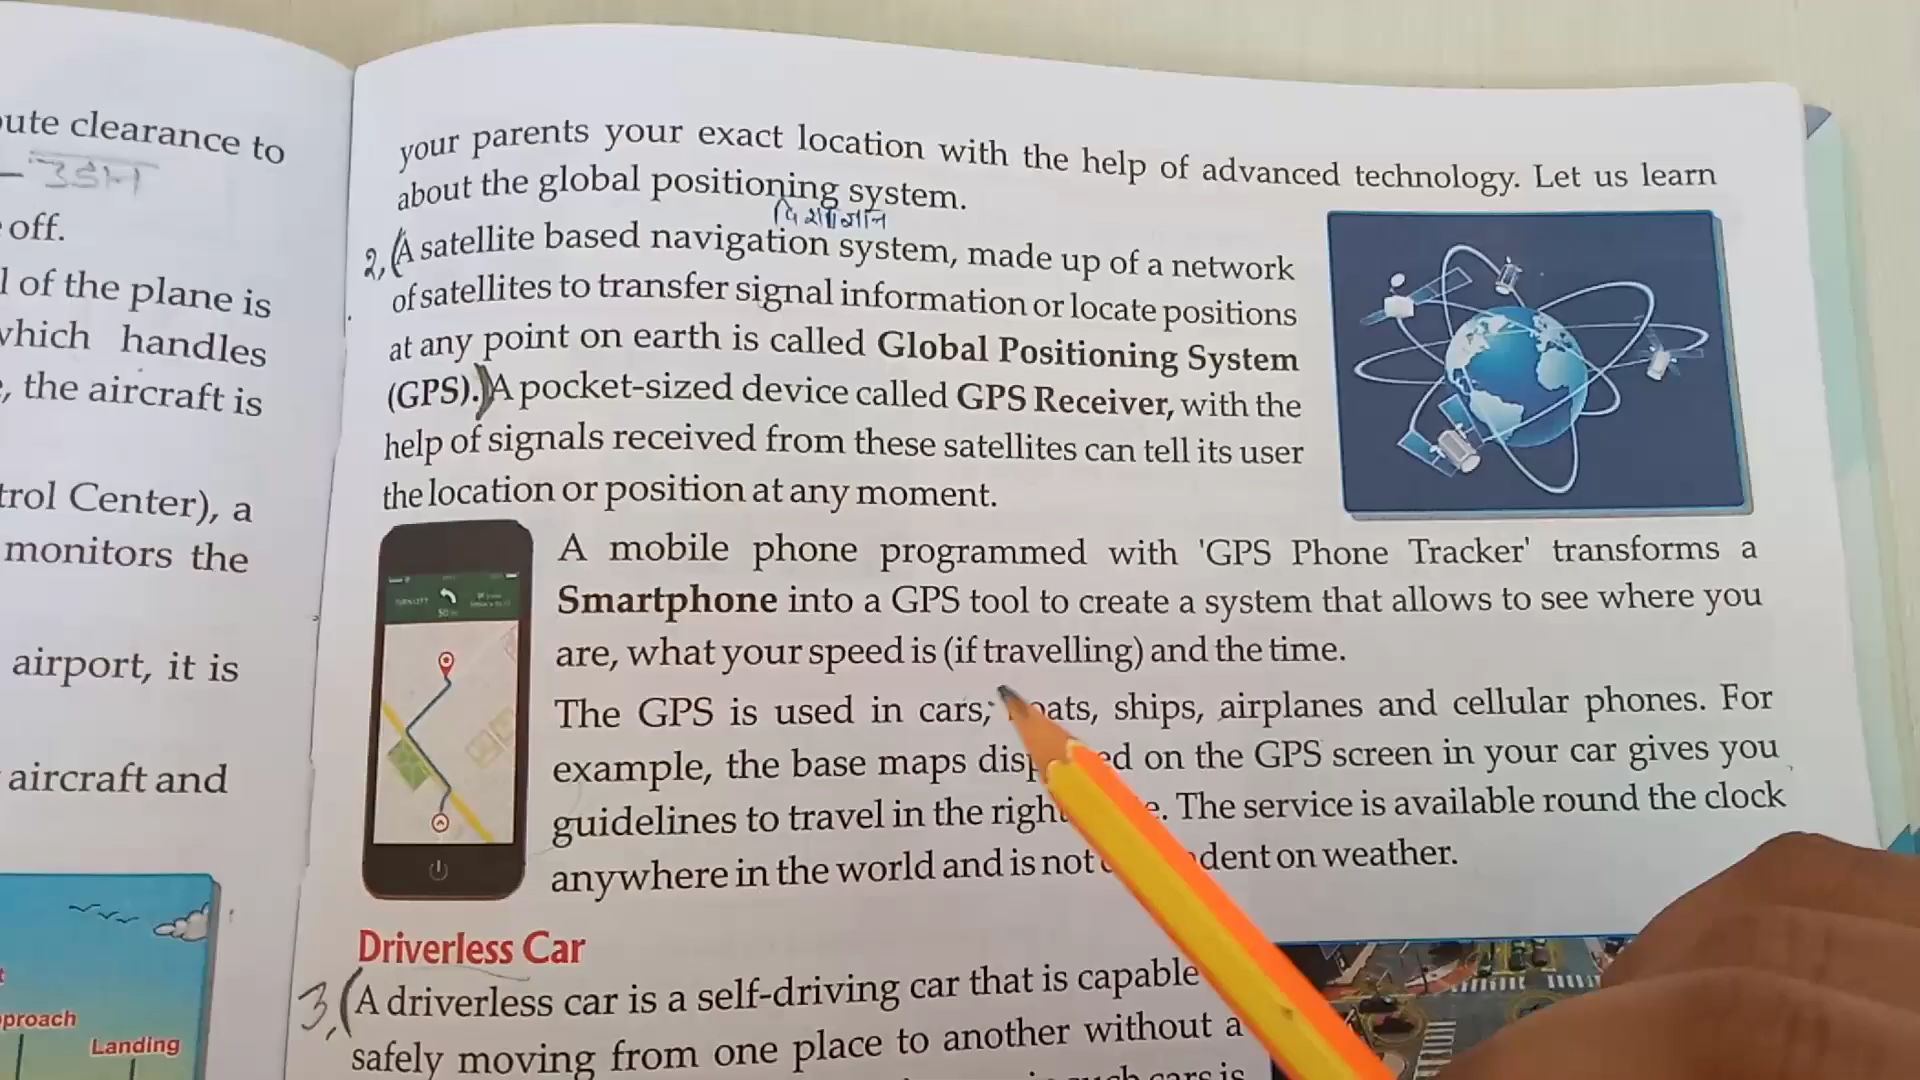 ute clearance to
off.
l of the plane is
which handles
, the aircraft is
trol Center), a
monitors the
airport, it is
aircraft and
proach
Landing
your parents your exact location with the help of advanced technology. Let us learn
about the global positioning system.
2, (A satellite based navigation system, made up of a network
of satellites to transfer signal information or locate positions
at any point on earth is called Global Positioning System
(GPS).) A pocket-sized device called GPS Receiver, with the
help of signals received from these satellites can tell its user
the location or position at any moment.
A mobile phone programmed with 'GPS Phone Tracker' transforms a
Smartphone into a GPS tool to create a system that allows to see where you
are, what your speed is (if travelling) and the time.
The GPS is used in cars, ats, ships, airplanes and cellular phones. For
example, the base maps disp ed on the GPS screen in your car gives you
guidelines to travel in the righ e. The service is available round the clock
anywhere in the world and is not dent on weather.
Driverless Car
3, (A driverless car is a self-driving car that is capable
safely moving from one place to another without a
such cars is